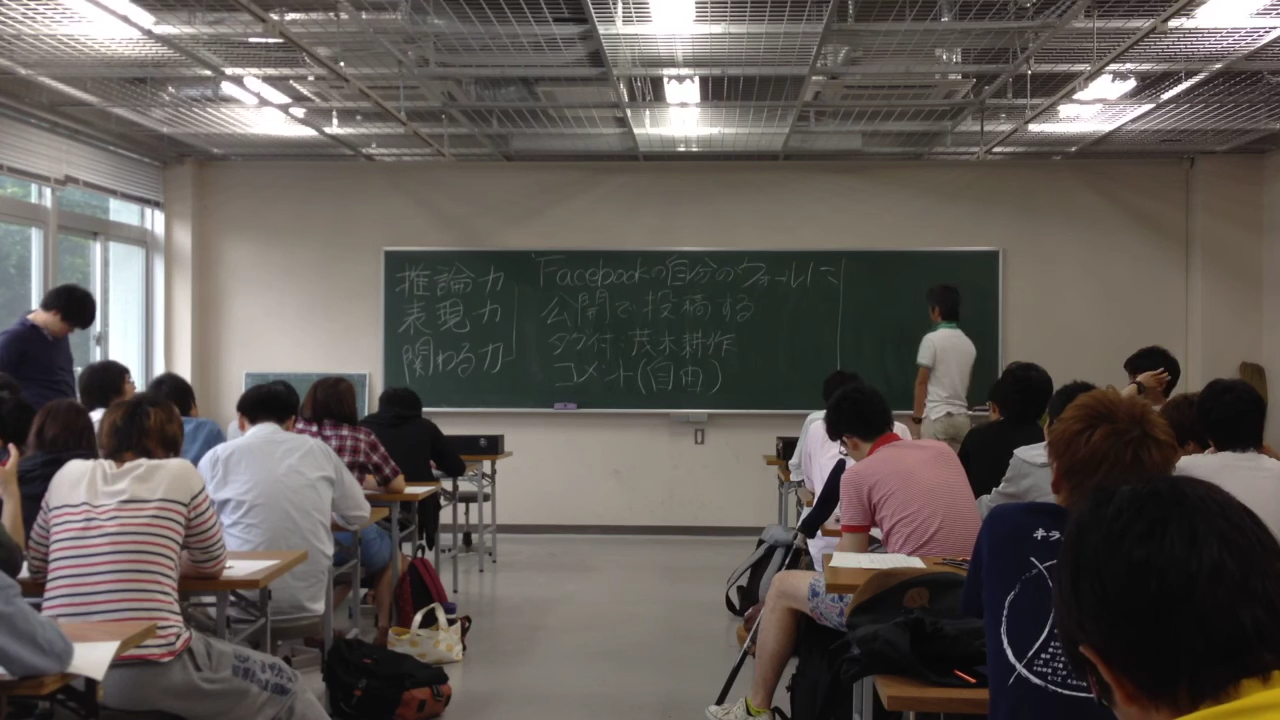 推論力
表現力
関わる力
Facebookの自分のウォールに
公開で投稿する
タグ付:茂木耕作
コメント(自由)
キラ